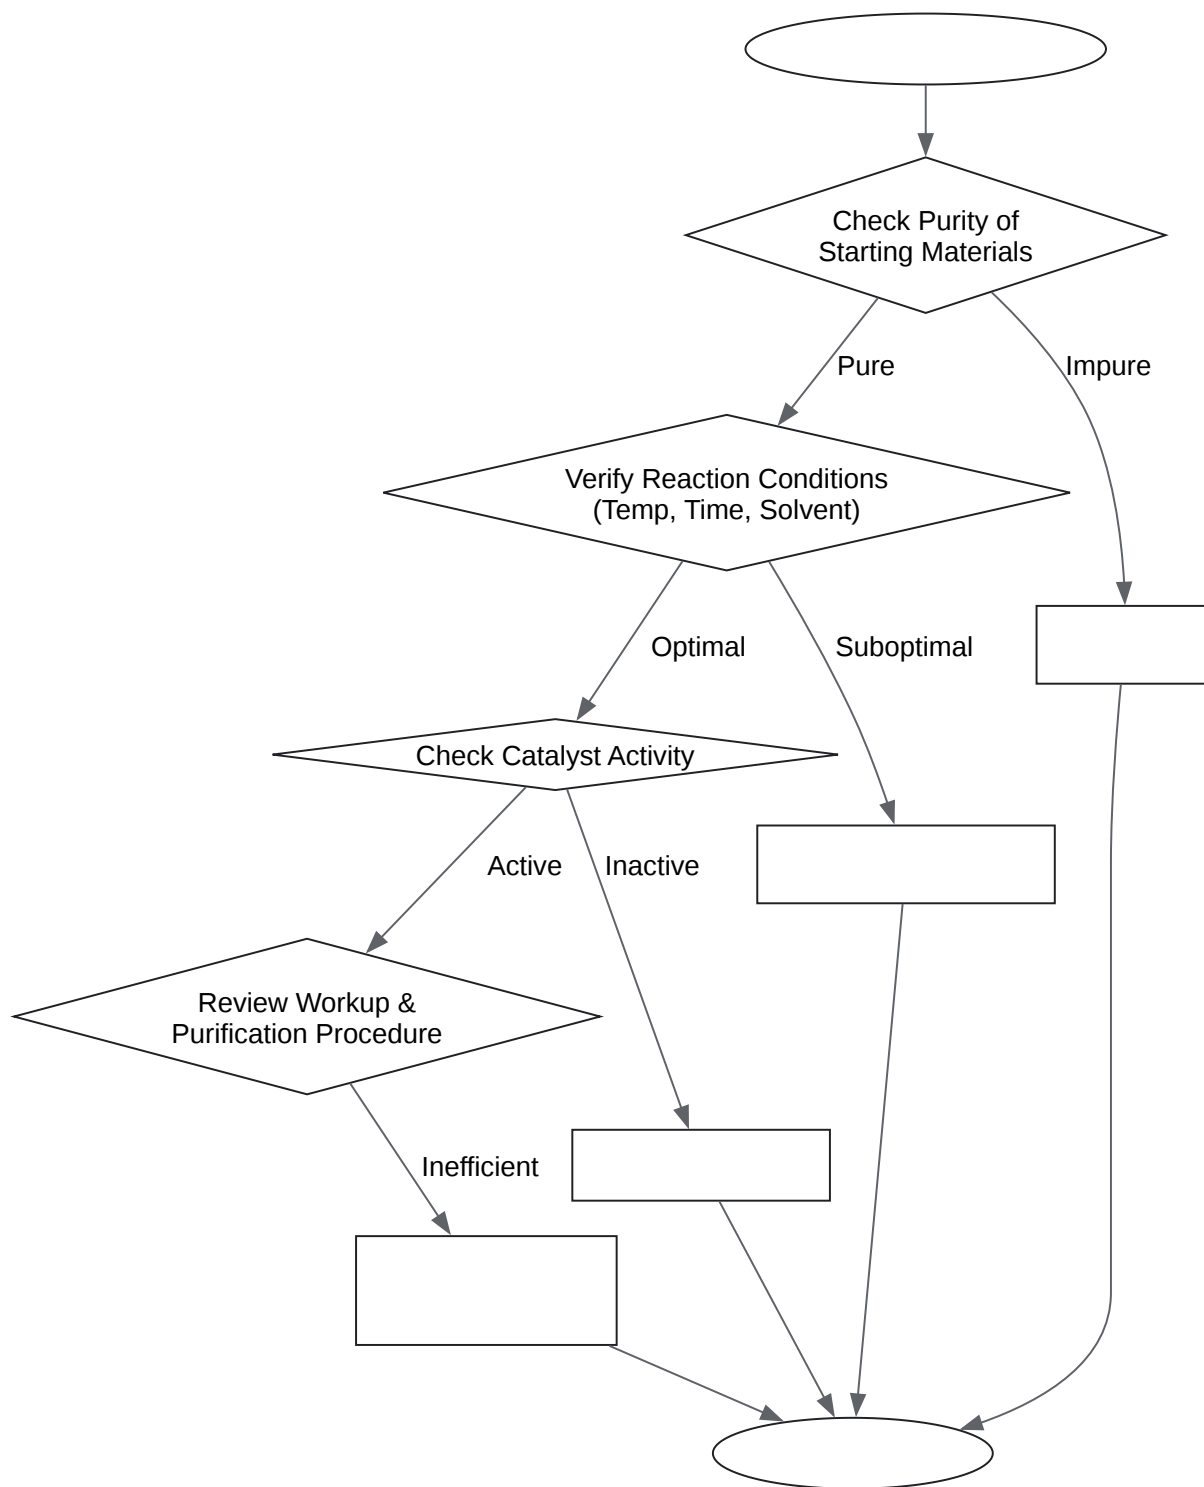 Check Purity of
Starting Materials
Pure
Impure
Verify Reaction Conditions
(Temp, Time, Solvent)
Optimal
Suboptimal
Check Catalyst Activity
Active
Inactive
Review Workup &
Purification Procedure
Inefficient